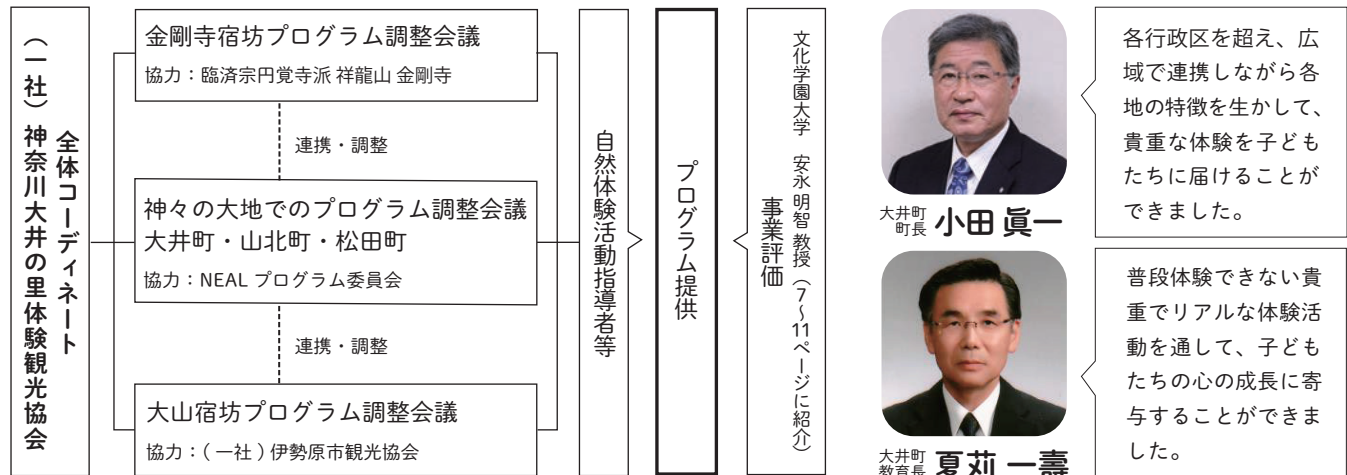 全体コーディネート
（一社）神奈川大井の里体験観光協会
金剛寺宿坊プログラム調整会議
協力：臨済宗円覚寺派 祥龍山 金剛寺
連携・調整
神々の大地でのプログラム調整会議
大井町・山北町・松田町
協力：NEAL プログラム委員会
連携・調整
大山宿坊プログラム調整会議
協力：( 一社 ) 伊勢原市観光協会
自然体験活動指導者等
プログラム提供
文化学園大学　安永 明智 教授（7～11ページに紹介）
事業評価
各行政区を超え、広
域で連携しながら各
地の特徴を生かして、
貴重な体験を子ども
たちに届けることが
できました。
大井町
町長 小田 眞一
普段体験できない貴
重でリアルな体験活
動を通して、子ども
たちの心の成長に寄
与することができま
した。
大井町
教育長 夏苅 一壽